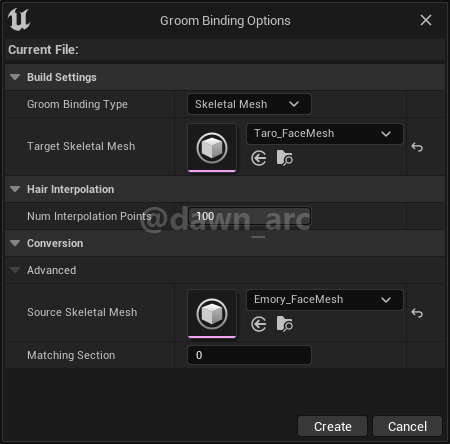 Groom Binding Options
Current File:
Build Settings
Groom Binding Type Skeletal Mesh
Target Skeletal Mesh Taro_FaceMesh
Hair Interpolation
Num Interpolation Points 100
@dawn_arc
Conversion
Advanced
Source Skeletal Mesh Emory_FaceMesh
Matching Section 0
Create Cancel